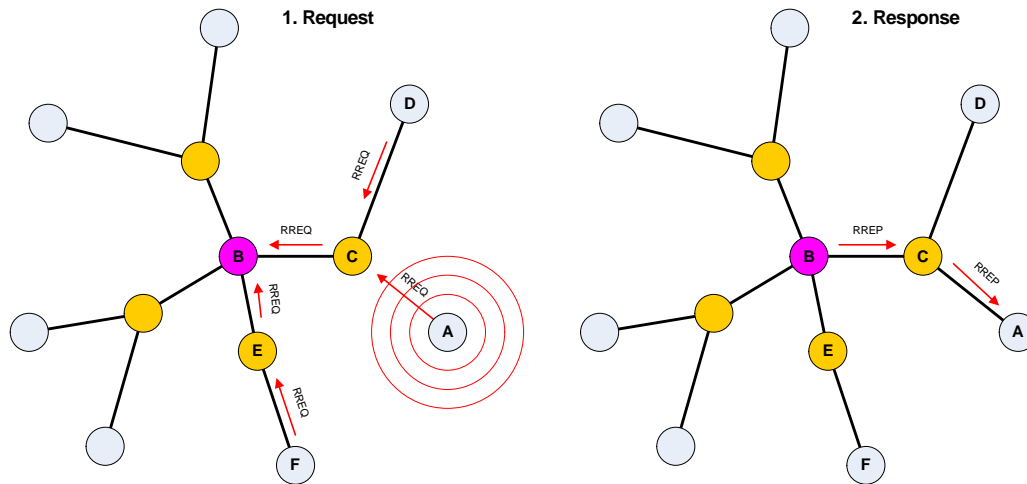 1. Request
D
RREQ
RREQ
B
C
RREQ
RREQ
A
E
RREQ
F
2. Response
D
RREP
B
C
RREP
A
E
F